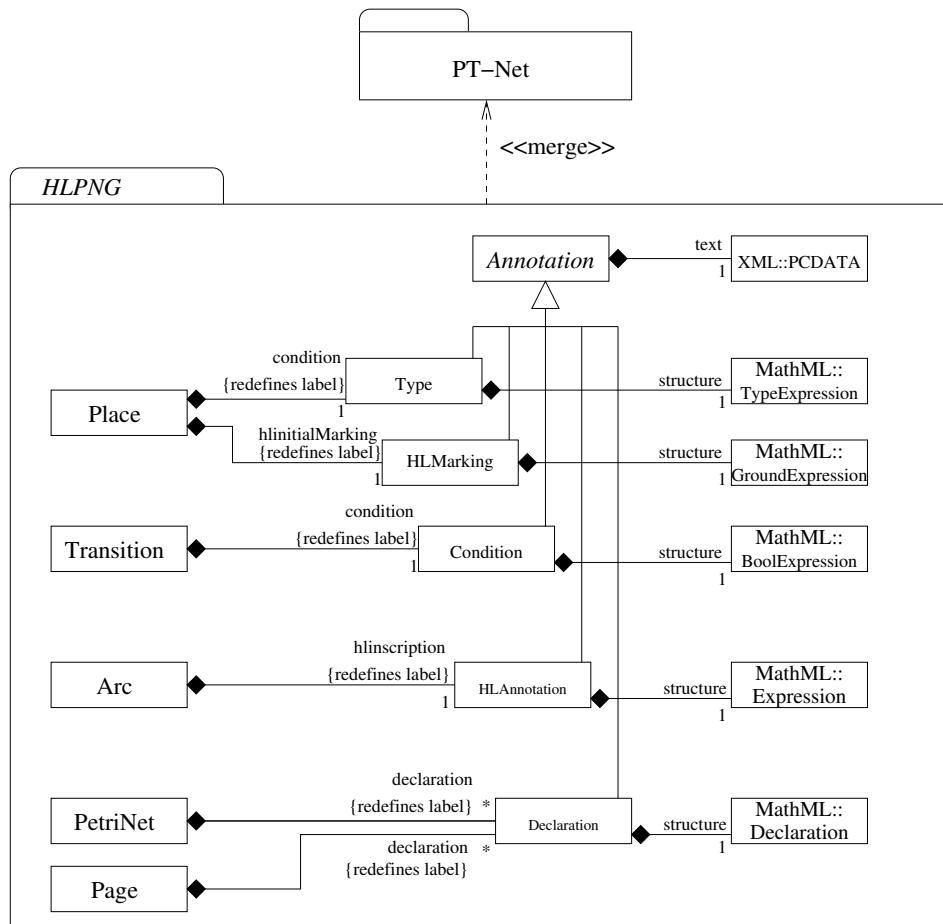 PT−Net
<<merge>>
HLPNG
Annotation
text
1
XML::PCDATA
condition
{redefines label}
1
Type
structure
1
MathML::
TypeExpression
Place
hlinitialMarking
{redefines label}
1
HLMarking
structure
1
MathML::
GroundExpression
Transition
condition
{redefines label}
1
Condition
structure
1
MathML::
BoolExpression
Arc
hlinscription
{redefines label}
1
HLAnnotation
structure
1
MathML::
Expression
PetriNet
declaration
{redefines label} *
Declaration
structure
1
MathML::
Declaration
declaration *
{redefines label}
Page